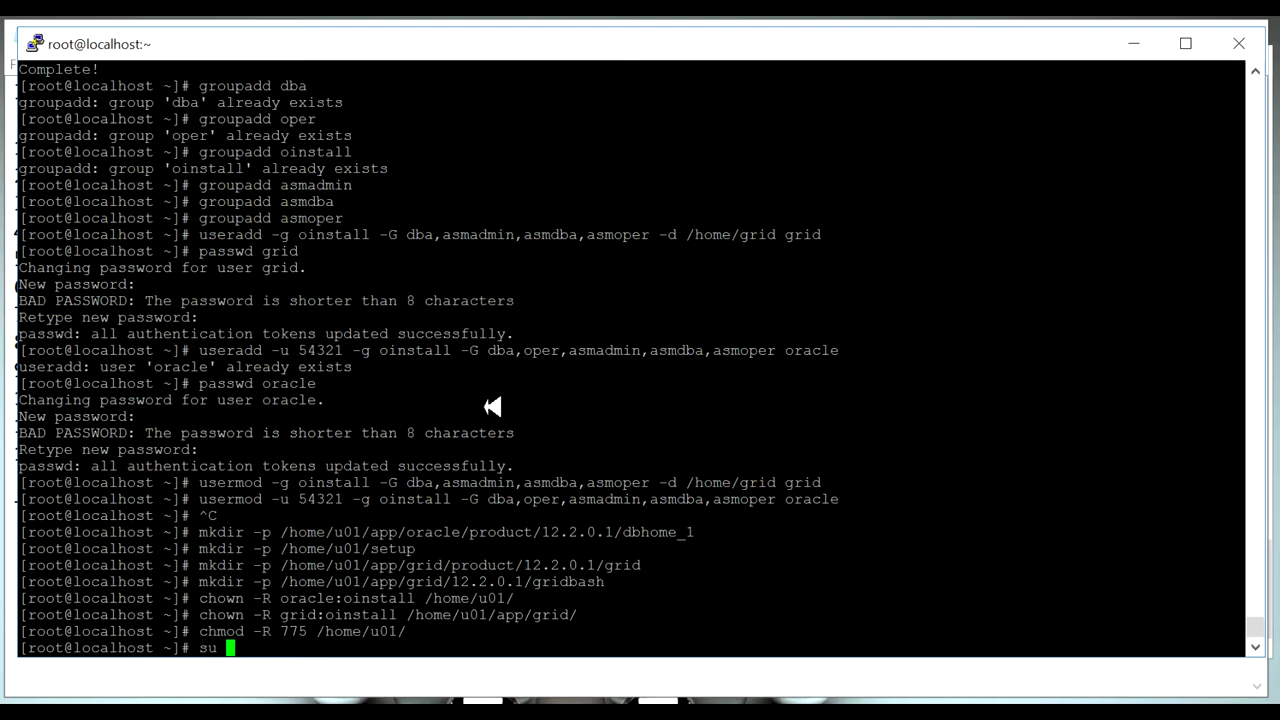 root@localhost:~
F
Complete!
[root@localhost ~]# groupadd dba
groupadd: group 'dba' already exists
[root@localhost ~]# groupadd oper
groupadd: group 'oper' already exists
[root@localhost ~]# groupadd oinstall
groupadd: group 'oinstall' already exists
[root@localhost ~]# groupadd asmadmin
[root@localhost ~]# groupadd asmdba
[root@localhost ~]# groupadd asmoper
[root@localhost ~]# useradd -g oinstall -G dba,asmadmin,asmdba,asmoper -d /home/grid grid
[root@localhost ~]# passwd grid
Changing password for user grid.
New password:
BAD PASSWORD: The password is shorter than 8 characters
Retype new password:
passwd: all authentication tokens updated successfully.
[root@localhost ~]# useradd -u 54321 -g oinstall -G dba,oper,asmadmin,asmdba,asmoper oracle
useradd: user 'oracle' already exists
[root@localhost ~]# passwd oracle
Changing password for user oracle.
New password:
BAD PASSWORD: The password is shorter than 8 characters
Retype new password:
passwd: all authentication tokens updated successfully.
[root@localhost ~]# usermod -g oinstall -G dba,asmadmin,asmdba,asmoper -d /home/grid grid
[root@localhost ~]# usermod -u 54321 -g oinstall -G dba,oper,asmadmin,asmdba,asmoper oracle
[root@localhost ~]# ^C
[root@localhost ~]# mkdir -p /home/u01/app/oracle/product/12.2.0.1/dbhome_1
[root@localhost ~]# mkdir -p /home/u01/setup
[root@localhost ~]# mkdir -p /home/u01/app/grid/product/12.2.0.1/grid
[root@localhost ~]# mkdir -p /home/u01/app/grid/12.2.0.1/gridbash
[root@localhost ~]# chown -R oracle:oinstall /home/u01/
[root@localhost ~]# chown -R grid:oinstall /home/u01/app/grid/
[root@localhost ~]# chmod -R 775 /home/u01/
[root@localhost ~]# su